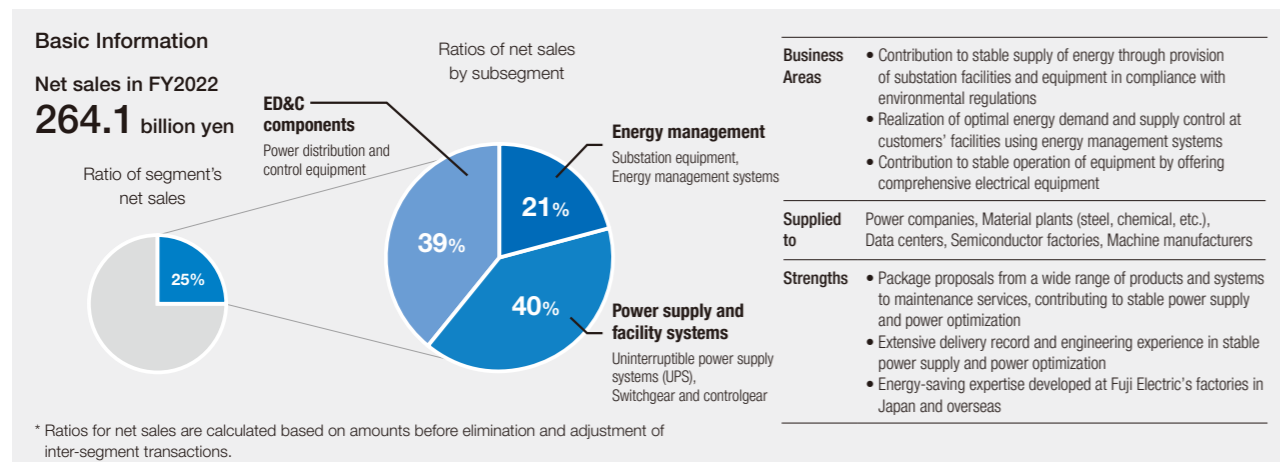 Basic Information
Net sales in FY2022
264.1 billion yen
Ratio of segment's
net sales
25%
Ratios of net sales
by subsegment
ED&C
components
Power distribution and
control equipment
39%
21%
40%
Energy management
Substation equipment,
Energy management systems
Power supply and
facility systems
Uninterruptible power supply
systems (UPS),
Switchgear and controlgear
* Ratios for net sales are calculated based on amounts before elimination and adjustment of
inter-segment transactions.
Business
Areas
• Contribution to stable supply of energy through provision
of substation facilities and equipment in compliance with
environmental regulations
• Realization of optimal energy demand and supply control at
customers' facilities using energy management systems
• Contribution to stable operation of equipment by offering
comprehensive electrical equipment
Supplied
to
Power companies, Material plants (steel, chemical, etc.),
Data centers, Semiconductor factories, Machine manufacturers
Strengths
• Package proposals from a wide range of products and systems
to maintenance services, contributing to stable power supply
and power optimization
• Extensive delivery record and engineering experience in stable
power supply and power optimization
• Energy-saving expertise developed at Fuji Electric's factories in
Japan and overseas